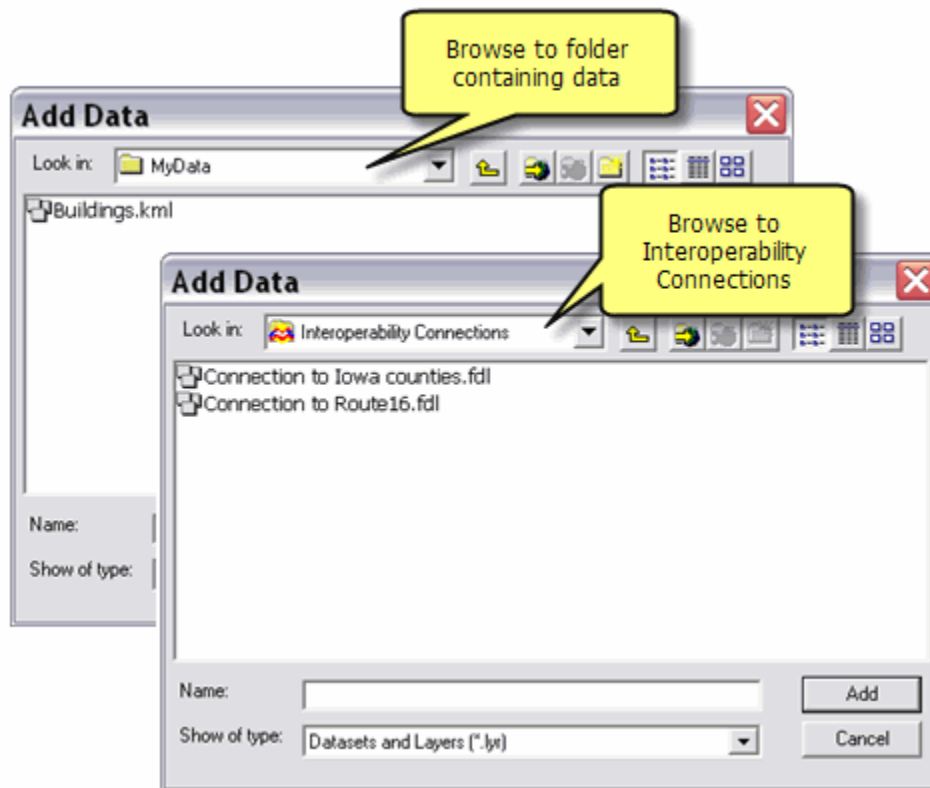 Browse to folder
containing data
Add Data
Look in: MyData
Buildings.kml
Name:
Show of type:
Browse to
Interoperability
Connections
Add Data
Look in: Interoperability Connections
Connection to Iowa counties.fdl
Connection to Route16.fdl
Name:
Add
Show of type: Datasets and Layers (*.lyr)
Cancel